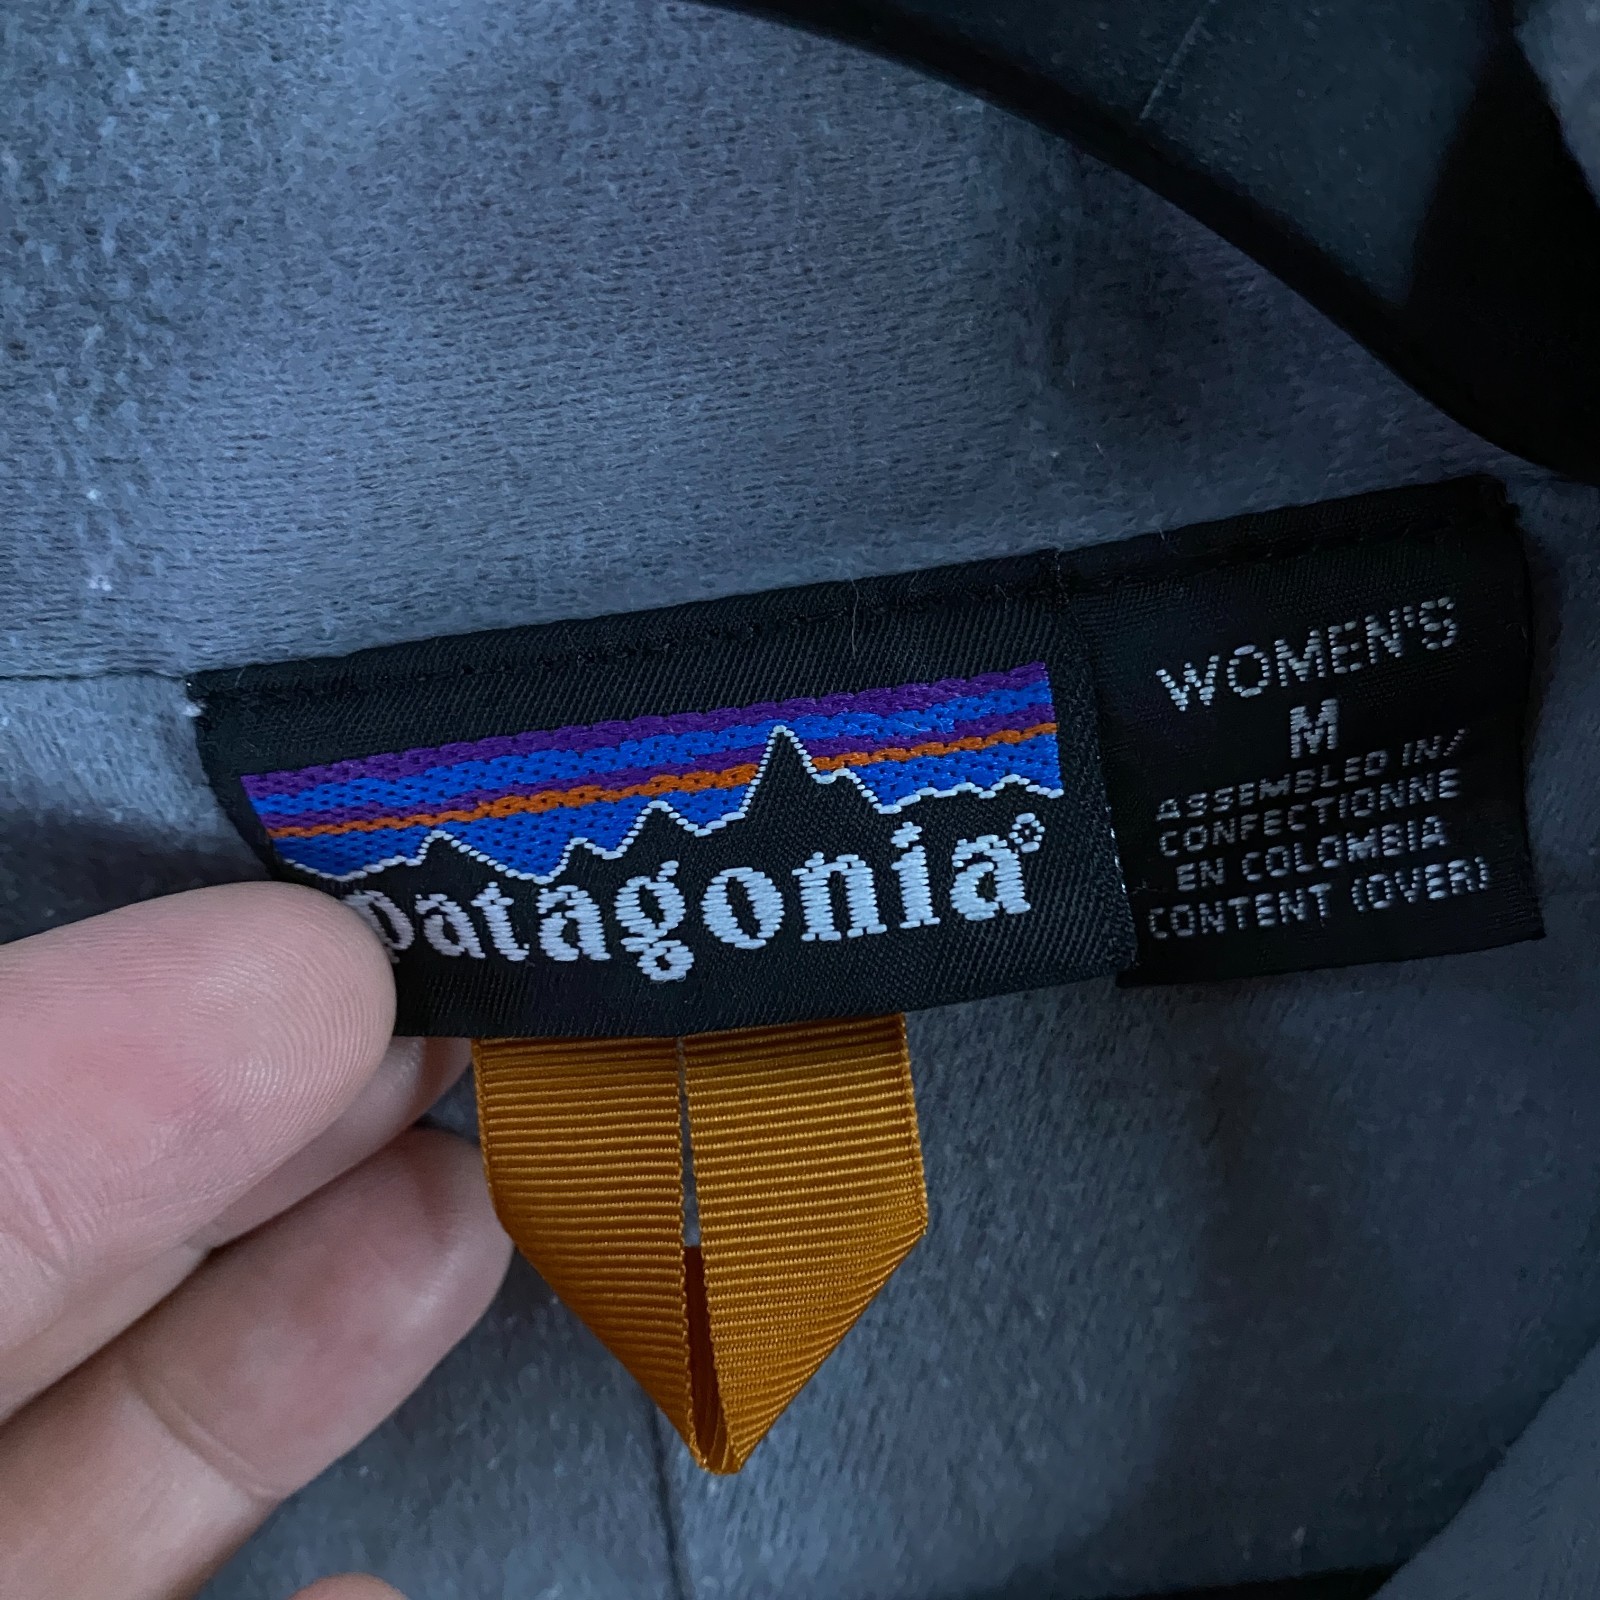 patagonia®
WOMEN'S
M
ASSEMBLED IN/
CONFECTIONNE
EN COLOMBIA
CONTENT (OVER)